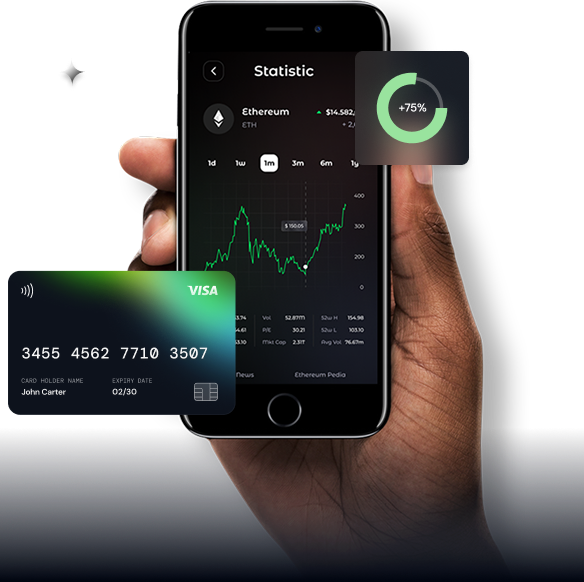 Statistic
Ethereum
$14.582,
ETH
+ 2,
+75%
1d 1w 1m 3m 6m 1y
400
300
200
0
$ 150,05
3.74 Vol 52.87M 52w H 154.98
4.61 P/E 30.21 52w L 103.10
3.10 Mkt Cap 2.31T Avg Vol 76.67M
News Ethereum Pedia
VISA
3455 4562 7710 3507
CARD HOLDER NAME EXPIRY DATE
John Carter 02/30